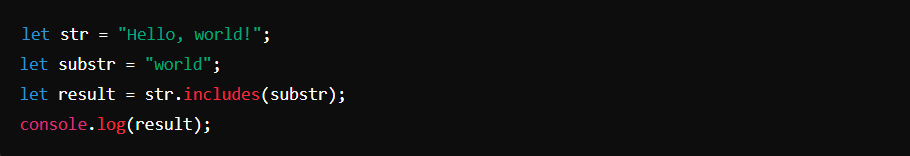 let str = "Hello, world!";
let substr = "world";
let result = str.includes(substr);
console.log(result);